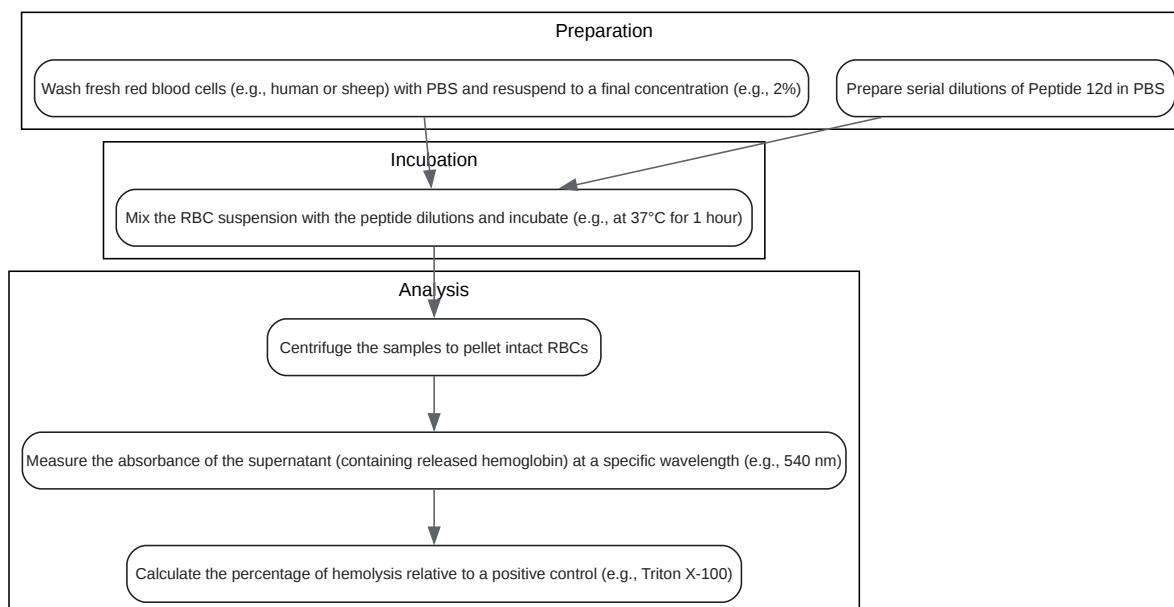 Preparation
Wash fresh red blood cells (e.g., human or sheep) with PBS and resuspend to a final concentration (e.g., 2%)
Prepare serial dilutions of Peptide 12d in PBS
Incubation
Mix the RBC suspension with the peptide dilutions and incubate (e.g., at 37°C for 1 hour)
Analysis
Centrifuge the samples to pellet intact RBCs
Measure the absorbance of the supernatant (containing released hemoglobin) at a specific wavelength (e.g., 540 nm)
Calculate the percentage of hemolysis relative to a positive control (e.g., Triton X-100)